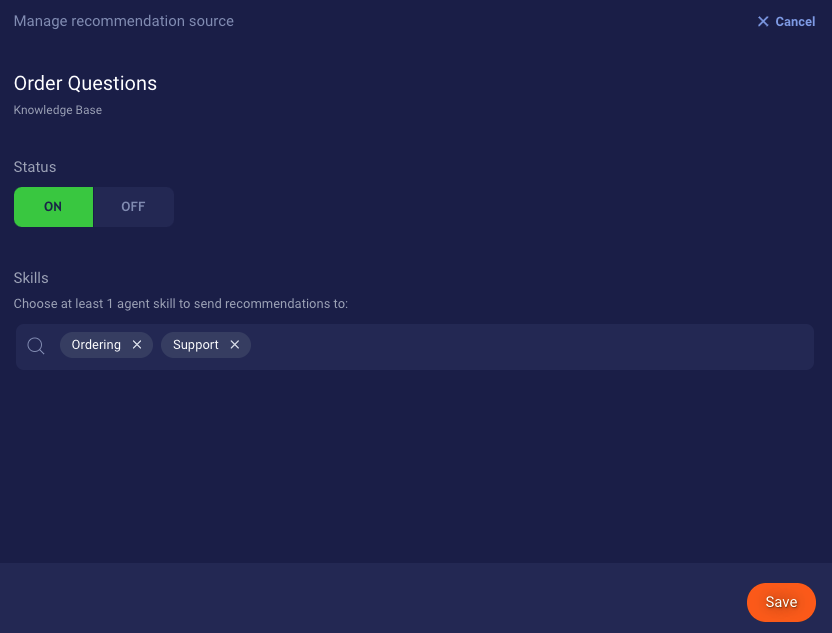 Manage recommendation source
Cancel
Order Questions
Knowledge Base
Status
ON OFF
Skills
Choose at least 1 agent skill to send recommendations to:
Ordering Support
Save